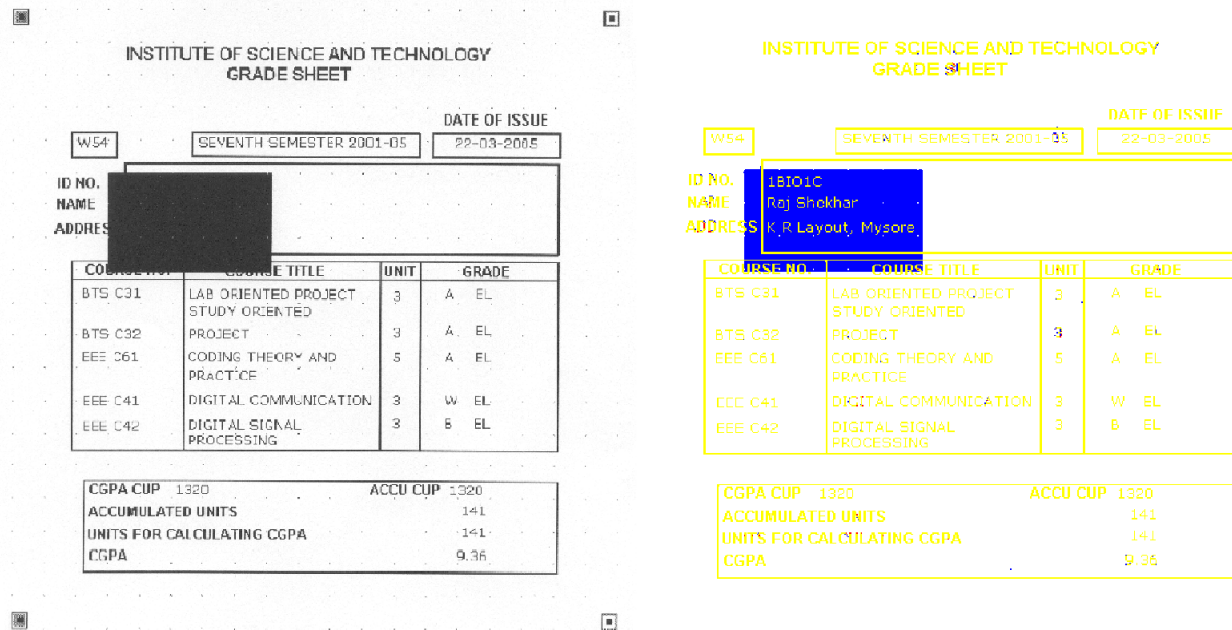 INSTITUTE OF SCIENCE AND TECHNOLOGY
GRADE SHEET
DATE OF ISSUE
W54 SEVENTH SEMESTER 2001-05 22-03-2005
ID NO.
NAME
ADDRES
COURSE TITLE UNIT GRADE
BTS C31 LAB ORIENTED PROJECT 3 A EL
STUDY ORIENTED
BTS C32 PROJECT 3 A EL
EEE C61 CODING THEORY AND 5 A EL
PRACTICE
EEE C41 DIGITAL COMMUNICATION 3 W EL
EEE C42 DIGITAL SIGNAL 3 B EL
PROCESSING
CGPA CUP 1320 ACCU CUP 1320
ACCUMULATED UNITS 141
UNITS FOR CALCULATING CGPA 141
CGPA 9.36
INSTITUTE OF SCIENCE AND TECHNOLOGY
GRADE SHEET
DATE OF ISSUE
W54 SEVENTH SEMESTER 2001-05 22-03-2005
ID NO. 1BIO1C
NAME Raj Shekhar
ADDRESS K R Layout, Mysore
COURSE NO. COURSE TITLE UNIT GRADE
BTS C31 LAB ORIENTED PROJECT 3 A EL
STUDY ORIENTED
BTS C32 PROJECT 3 A EL
EEE C61 CODING THEORY AND 5 A EL
PRACTICE
EEE C41 DIGITAL COMMUNICATION 3 W EL
EEE C42 DIGITAL SIGNAL 3 B EL
PROCESSING
CGPA CUP 1320 ACCU CUP 1320
ACCUMULATED UNITS 141
UNITS FOR CALCULATING CGPA 141
CGPA 9.36